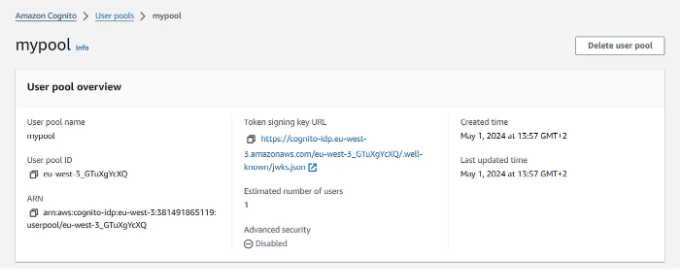 Amazon Cognito > User pools > mypool
mypool Info
Delete user pool
User pool overview
User pool name
mypool
User pool ID
eu-west-3_GTuXgYcXQ
ARN
arn:aws:cognito-idp:eu-west-3:381491865119:
userpool/eu-west-3_GTuXgYcXQ
Token signing key URL
https://cognito-idp.eu-west-
3.amazonaws.com/eu-west-3_GTuXgYcXQ/.well-
known/jwks.json
Estimated number of users
1
Advanced security
Disabled
Created time
May 1, 2024 at 13:57 GMT+2
Last updated time
May 1, 2024 at 13:57 GMT+2